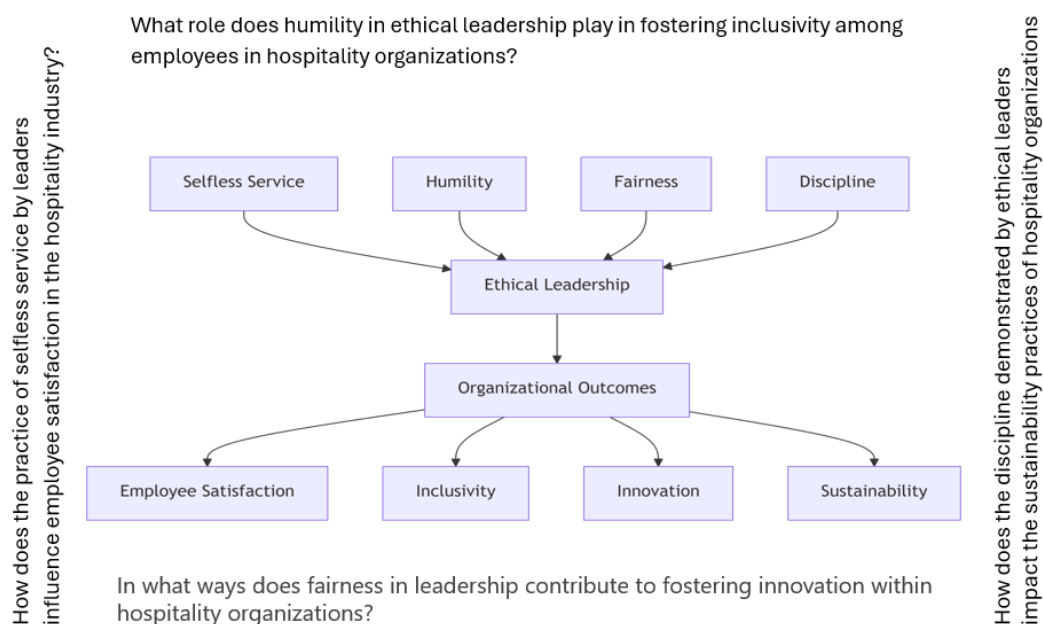 What role does humility in ethical leadership play in fostering inclusivity among
employees in hospitality organizations?
How does the practice of selfless service by leaders
influence employee satisfaction in the hospitality industry?
Selfless Service
Humility
Fairness
Discipline
Ethical Leadership
Organizational Outcomes
Employee Satisfaction
Inclusivity
Innovation
Sustainability
How does the discipline demonstrated by ethical leaders
impact the sustainability practices of hospitality organizations
In what ways does fairness in leadership contribute to fostering innovation within
hospitality organizations?